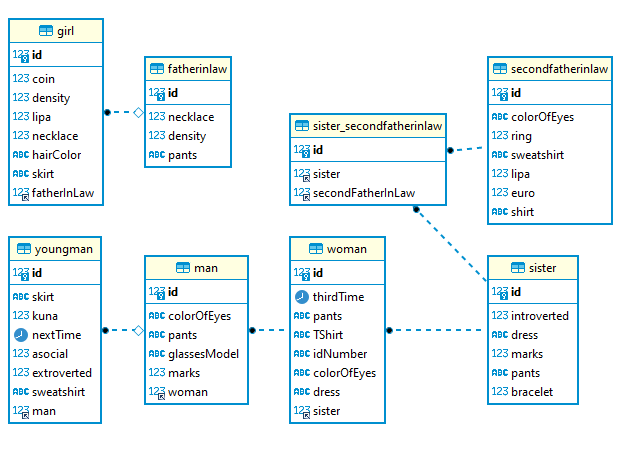 girl
123 id
123 coin
123 density
123 lipa
123 necklace
ABC hairColor
ABC skirt
123 fatherInLaw
fatherinlaw
123 id
123 necklace
123 density
ABC pants
sister_secondfatherinlaw
123 id
123 sister
123 secondFatherInLaw
secondfatherinlaw
123 id
ABC colorOfEyes
123 ring
ABC sweatshirt
123 lipa
123 euro
ABC shirt
youngman
123 id
ABC skirt
123 kuna
nextTime
123 asocial
123 extroverted
ABC sweatshirt
123 man
man
123 id
ABC colorOfEyes
ABC pants
ABC glassesModel
123 marks
123 woman
woman
123 id
thirdTime
ABC pants
ABC TShirt
123 idNumber
ABC colorOfEyes
ABC dress
123 sister
sister
123 id
123 introverted
ABC dress
123 marks
ABC pants
123 bracelet